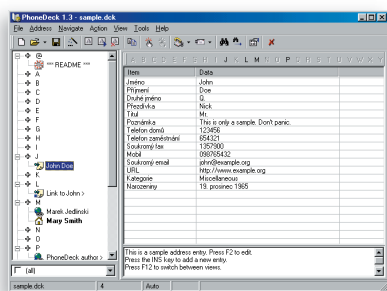 PhoneDeck 1.3 - sample.dck
File Address Navigate Action View Tools Help
@
*** README ***
A
B
C
D
E
F
G
H
I
J
John Doe
K
L
Link to John >
M
Marek Jedlinski
Mary Smith
N
O
P
PhoneDeck author >
(all)
A B C D E F G H I J K L M N O P Q R S T U V W X Y
Item Data
Jméno John
Příjmení Doe
Druhé jméno Q.
Přezdívka Nick
Titul Mr.
Poznámka This is only a sample. Don't panic.
Telefon domů 123456
Telefon zaměstnání 654321
Soukromý fax 1357900
Mobil 098765432
Soukromý email john@example.org
URL http://www.example.org
Kategorie Miscellaneous
Narozeniny 19. prosinec 1965
This is a sample address entry. Press F2 to edit.
Press the INS key to add a new entry.
Press F12 to switch between views.
sample.dck 4 Auto